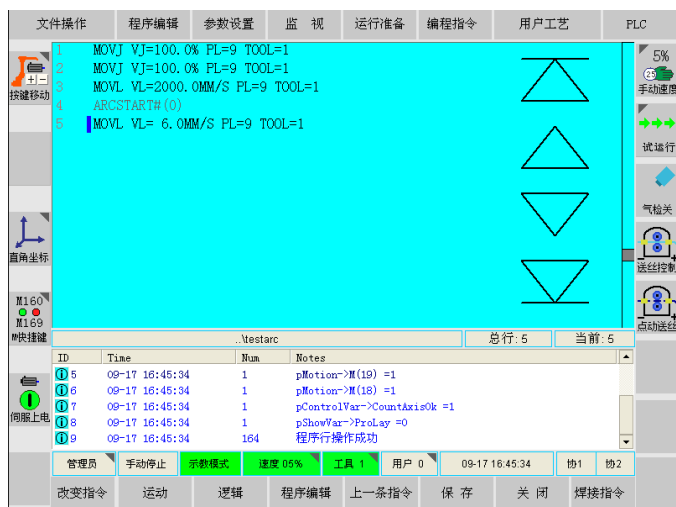 文件操作 程序编辑 参数设置 监 视 运行准备 编程指令 用户工艺 PLC
1 MOVJ VJ=100.0% PL=9 TOOL=1
2 MOVJ VJ=100.0% PL=9 TOOL=1
3 MOVL VL=2000.0MM/S PL=9 TOOL=1
4 ARCSTART#(0)
5 MOVL VL= 6.0MM/S PL=9 TOOL=1
按键移动
直角坐标
M160
M169
M快捷键
伺服上电
5%
25
手动速度
试运行
气检关
送丝控制
点动送丝
..\testarc 总行: 5 当前: 5
ID Time Num Notes
5 09-17 16:45:34 1 pMotion->M(19) =1
6 09-17 16:45:34 1 pMotion->M(18) =1
7 09-17 16:45:34 1 pControlVar->CountAxisOk =1
8 09-17 16:45:34 1 pShowVar->ProLay =0
9 09-17 16:45:34 164 程序行操作成功
管理员 手动停止 示教模式 速度 05% 工具 1 用户 0 09-17 16:45:34 协1 协2
改变指令 运动 逻辑 程序编辑 上一条指令 保 存 关 闭 焊接指令